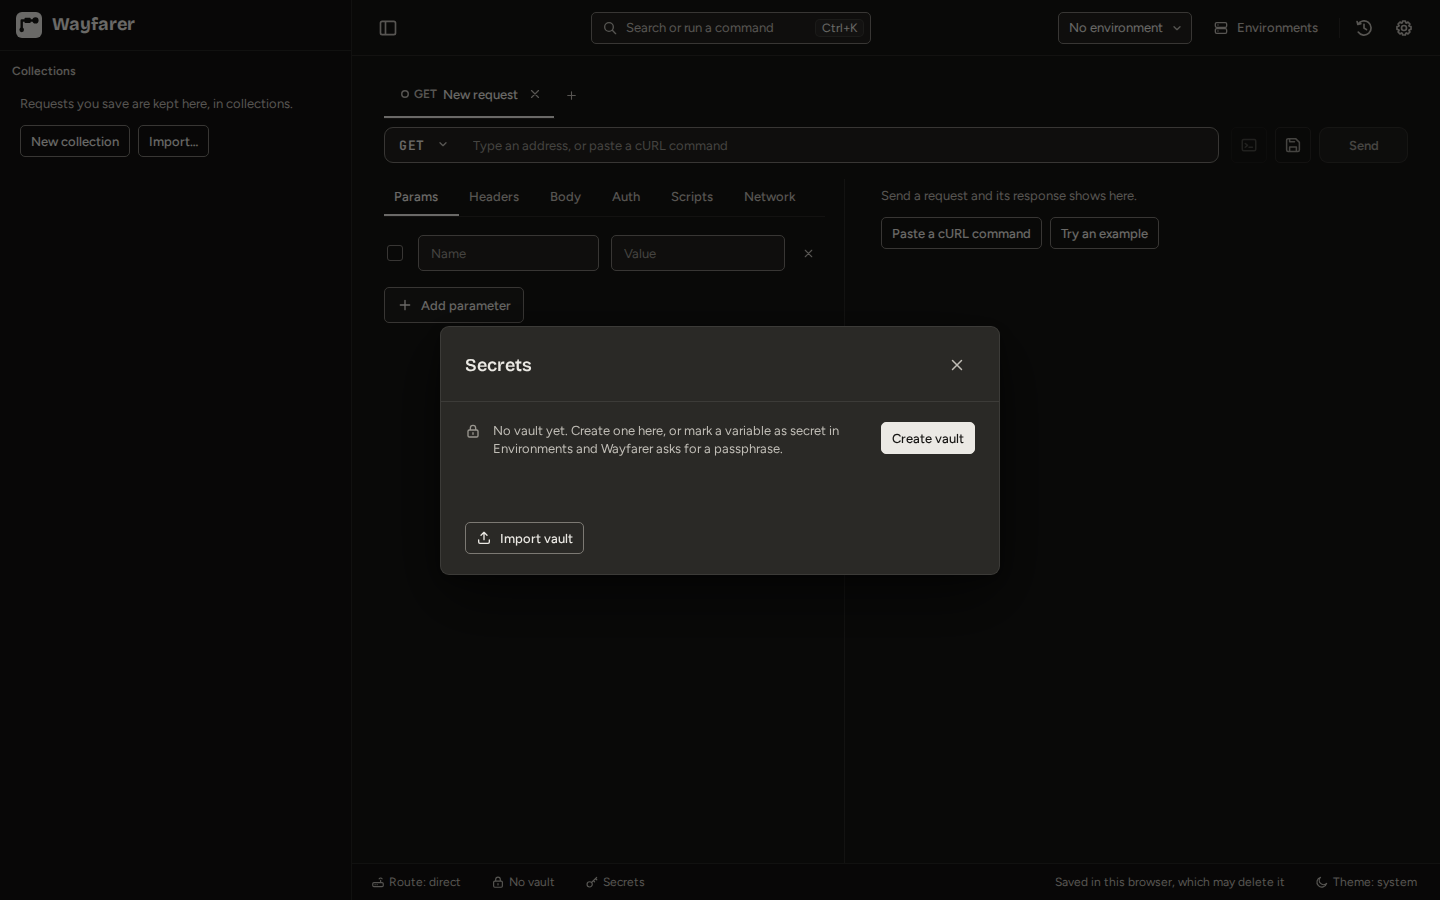 Wayfarer
Search or run a command
Ctrl+K
No environment
Environments
Collections
Requests you save are kept here, in collections.
New collection
Import...
GET New request
GET
Type an address, or paste a cURL command
Send
Params
Headers
Body
Auth
Scripts
Network
Name
Value
Add parameter
Send a request and its response shows here.
Paste a cURL command
Try an example
Secrets
No vault yet. Create one here, or mark a variable as secret in
Environments and Wayfarer asks for a passphrase.
Create vault
Import vault
Route: direct
No vault
Secrets
Saved in this browser, which may delete it
Theme: system